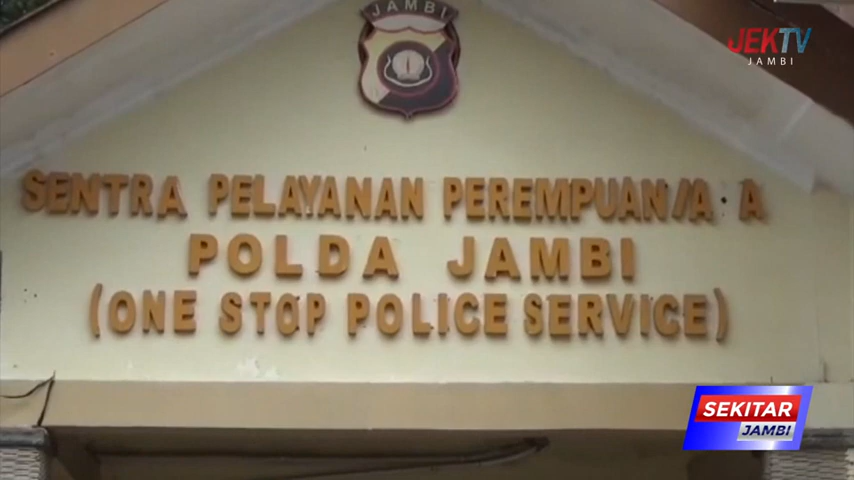 JAMBI
JEKTV
JAMBI
SENTRA PELAYANAN PEREMPUAN/A A
POLDA JAMBI
(ONE STOP POLICE SERVICE)
SEKITAR
JAMBI